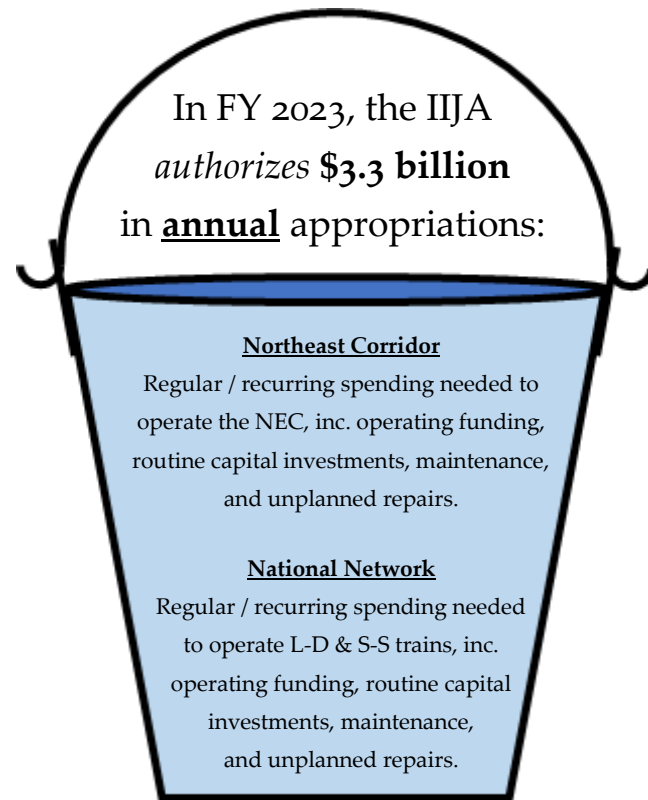 In FY 2023, the IIJA
authorizes $3.3 billion
in annual appropriations:
Northeast Corridor
Regular / recurring spending needed to
operate the NEC, inc. operating funding,
routine capital investments, maintenance,
and unplanned repairs.
National Network
Regular / recurring spending needed
to operate L-D & S-S trains, inc.
operating funding, routine capital
investments, maintenance,
and unplanned repairs.